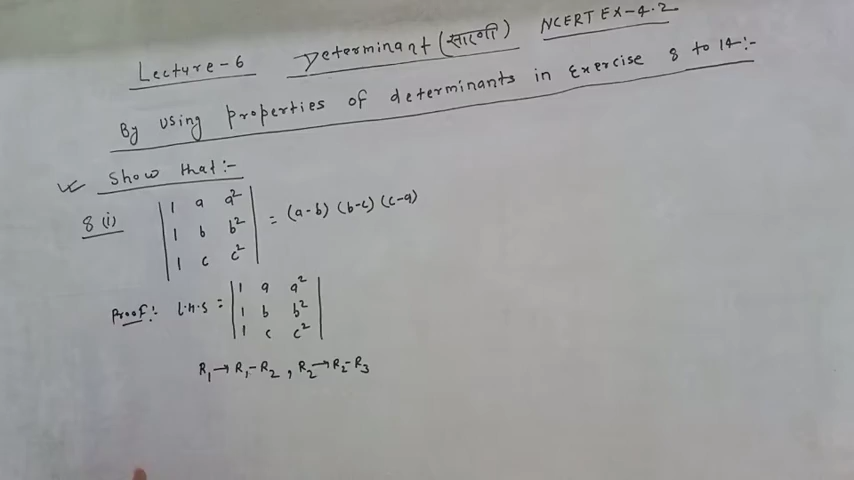 Lecture-6 Determinant (सारणी) NCERT EX-4.2
By using properties of determinants in Exercise 8 to 14:-
Show that:-
8 (i) | 1 a a² | = (a-b) (b-c) (c-a)
| 1 b b² |
| 1 c c² |
Proof:- L.H.S = | 1 a a² |
| 1 b b² |
| 1 c c² |
R₁→R₁-R₂, R₂→R₂-R₃